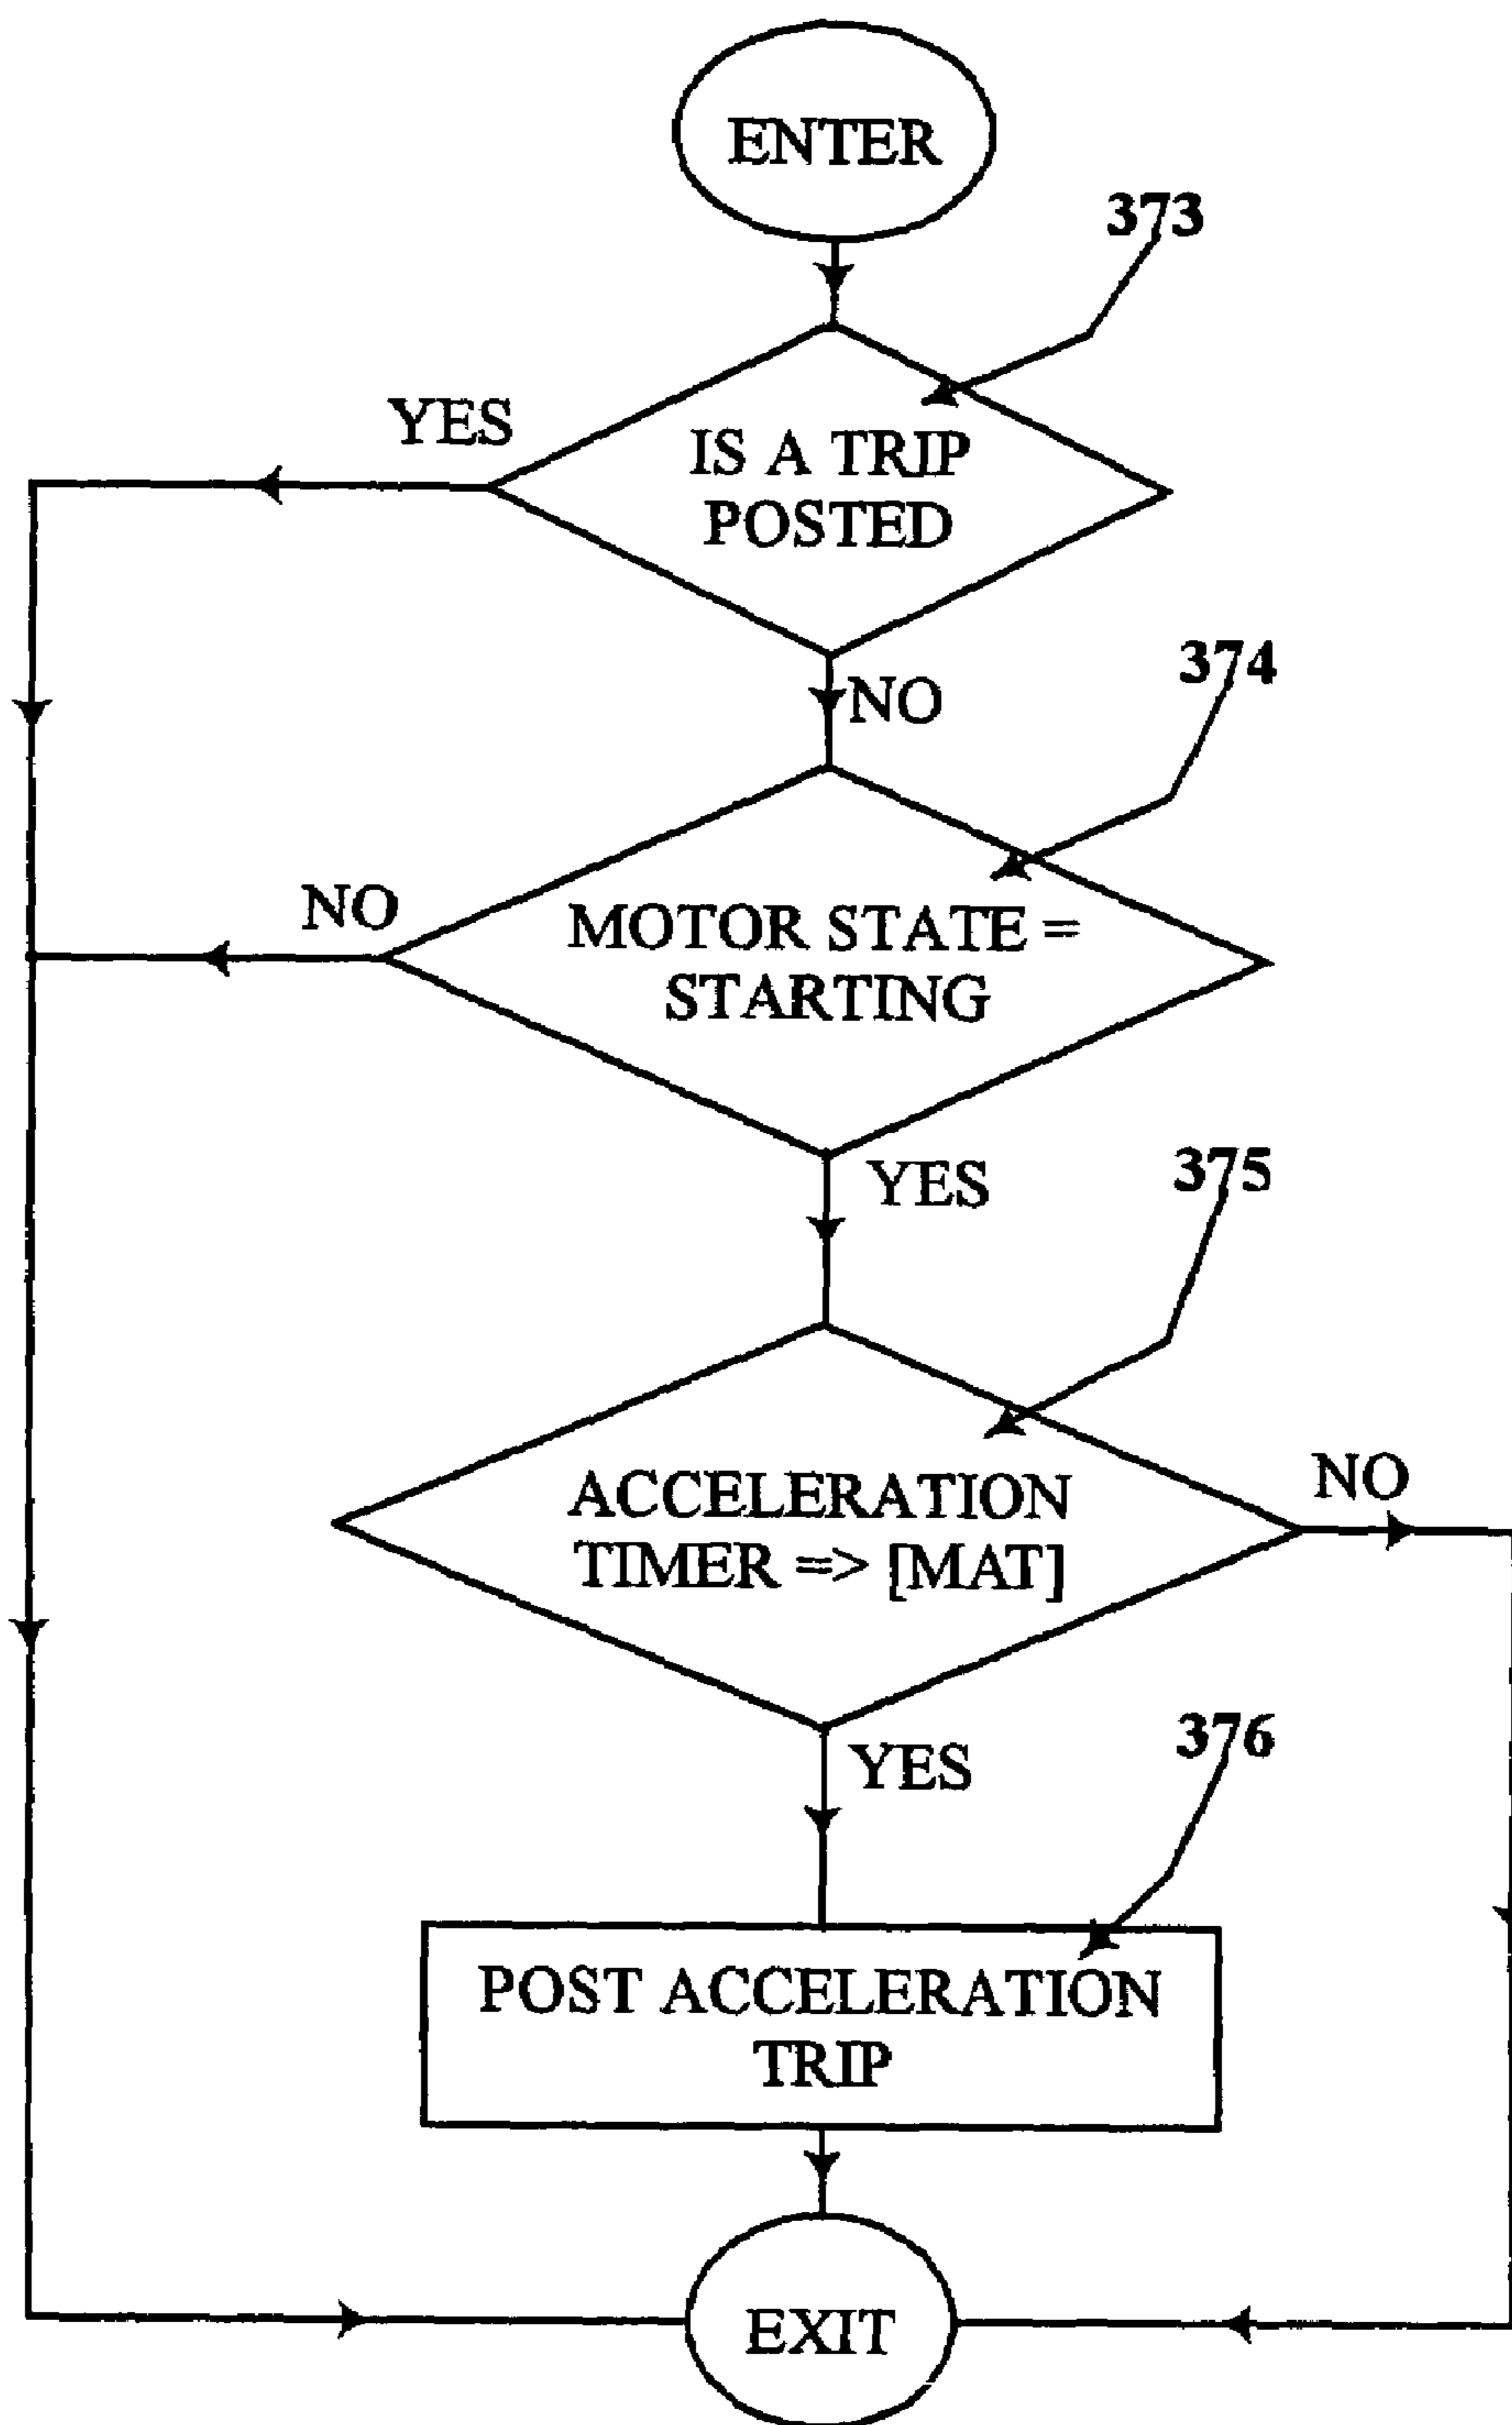 ENTER
373
YES
IS A TRIP
POSTED
NO
374
NO
MOTOR STATE =
STARTING
YES
375
ACCELERATION
TIMER => [MAT]
NO
YES
376
POST ACCELERATION
TRIP
EXIT